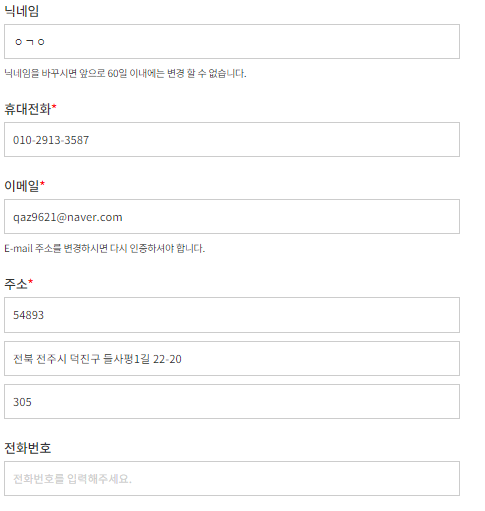 닉네임
ㅇㄱㅇ
닉네임을 바꾸시면 앞으로 60일 이내에는 변경 할 수 없습니다.
휴대전화*
010-2913-3587
이메일*
qaz9621@naver.com
E-mail 주소를 변경하시면 다시 인증하셔야 합니다.
주소*
54893
전북 전주시 덕진구 들사평1길 22-20
305
전화번호
전화번호를 입력해주세요.